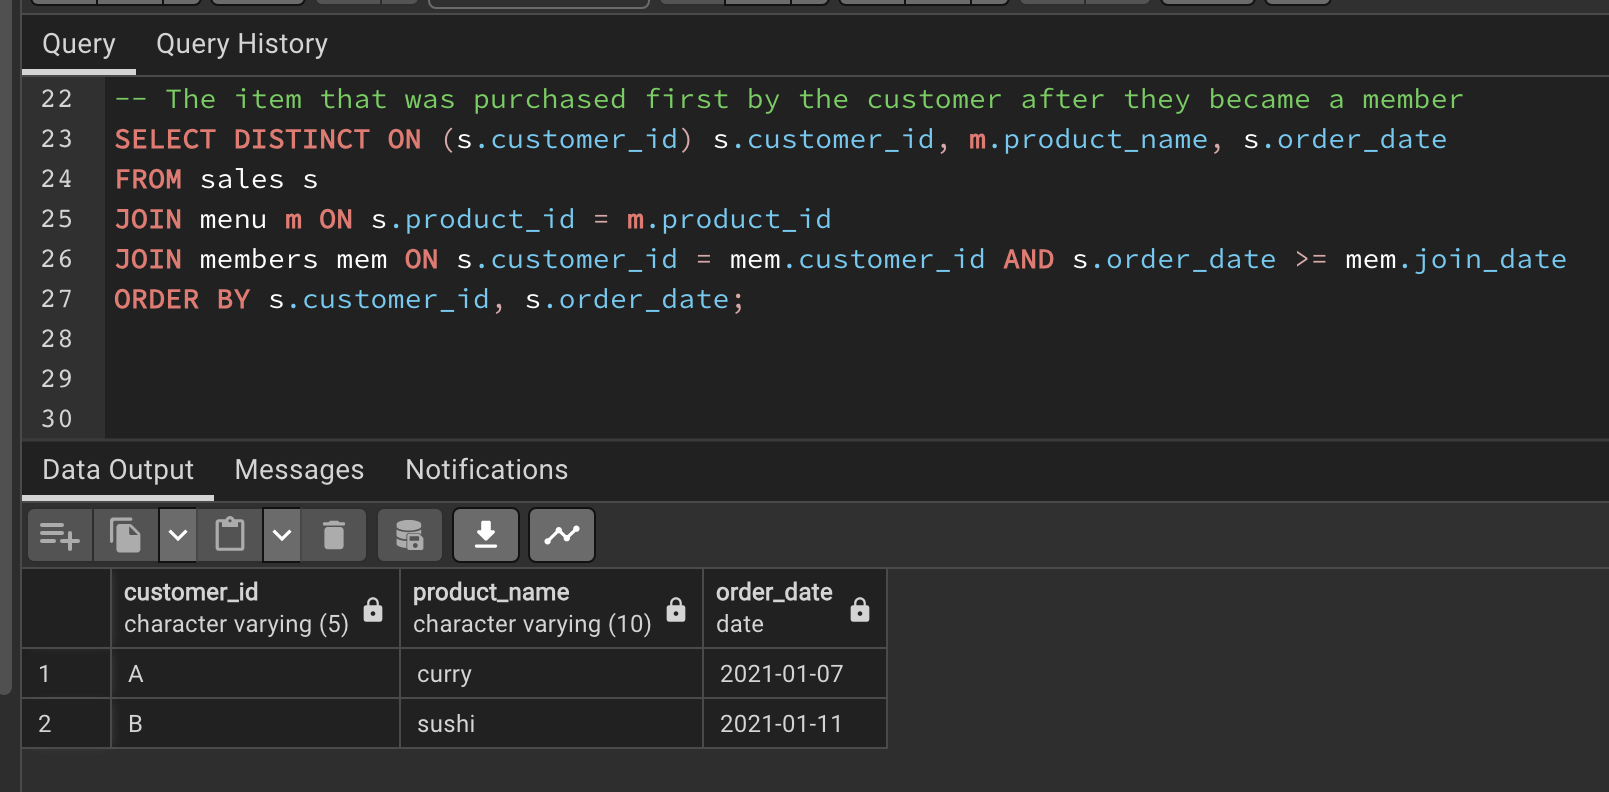 Query Query History
22 -- The item that was purchased first by the customer after they became a member
23 SELECT DISTINCT ON (s.customer_id) s.customer_id, m.product_name, s.order_date
24 FROM sales s
25 JOIN menu m ON s.product_id = m.product_id
26 JOIN members mem ON s.customer_id = mem.customer_id AND s.order_date >= mem.join_date
27 ORDER BY s.customer_id, s.order_date;
28
29
30
Data Output Messages Notifications
customer_id product_name order_date
character varying (5) character varying (10) date
1 A curry 2021-01-07
2 B sushi 2021-01-11